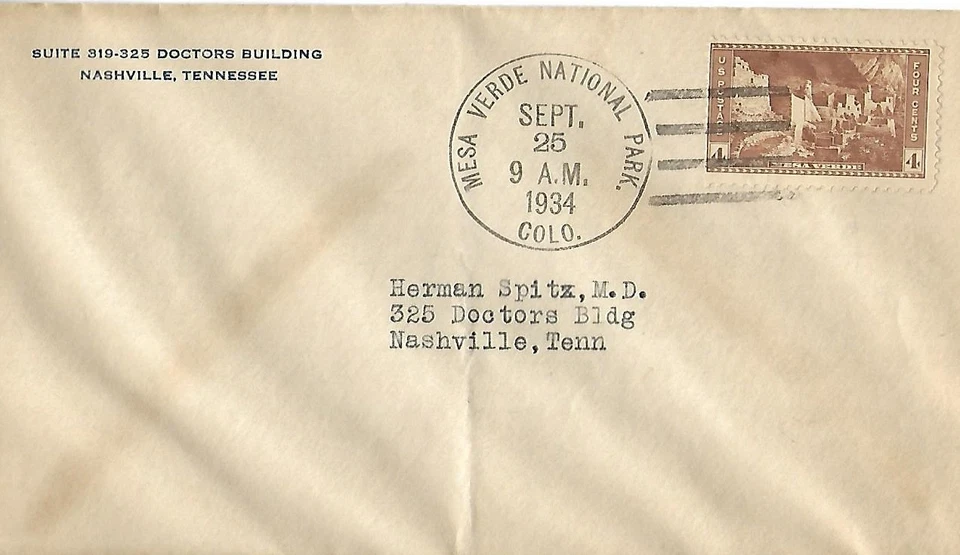 SUITE 319-325 DOCTORS BUILDING
NASHVILLE, TENNESSEE
MESA VERDE NATIONAL PARK.
SEPT.
25
9 A.M.
1934
COLO.
U.S. POSTAGE
FOUR CENTS
4¢ 4¢
MESA VERDE
Herman Spitz, M.D.
325 Doctors Bldg
Nashville, Tenn